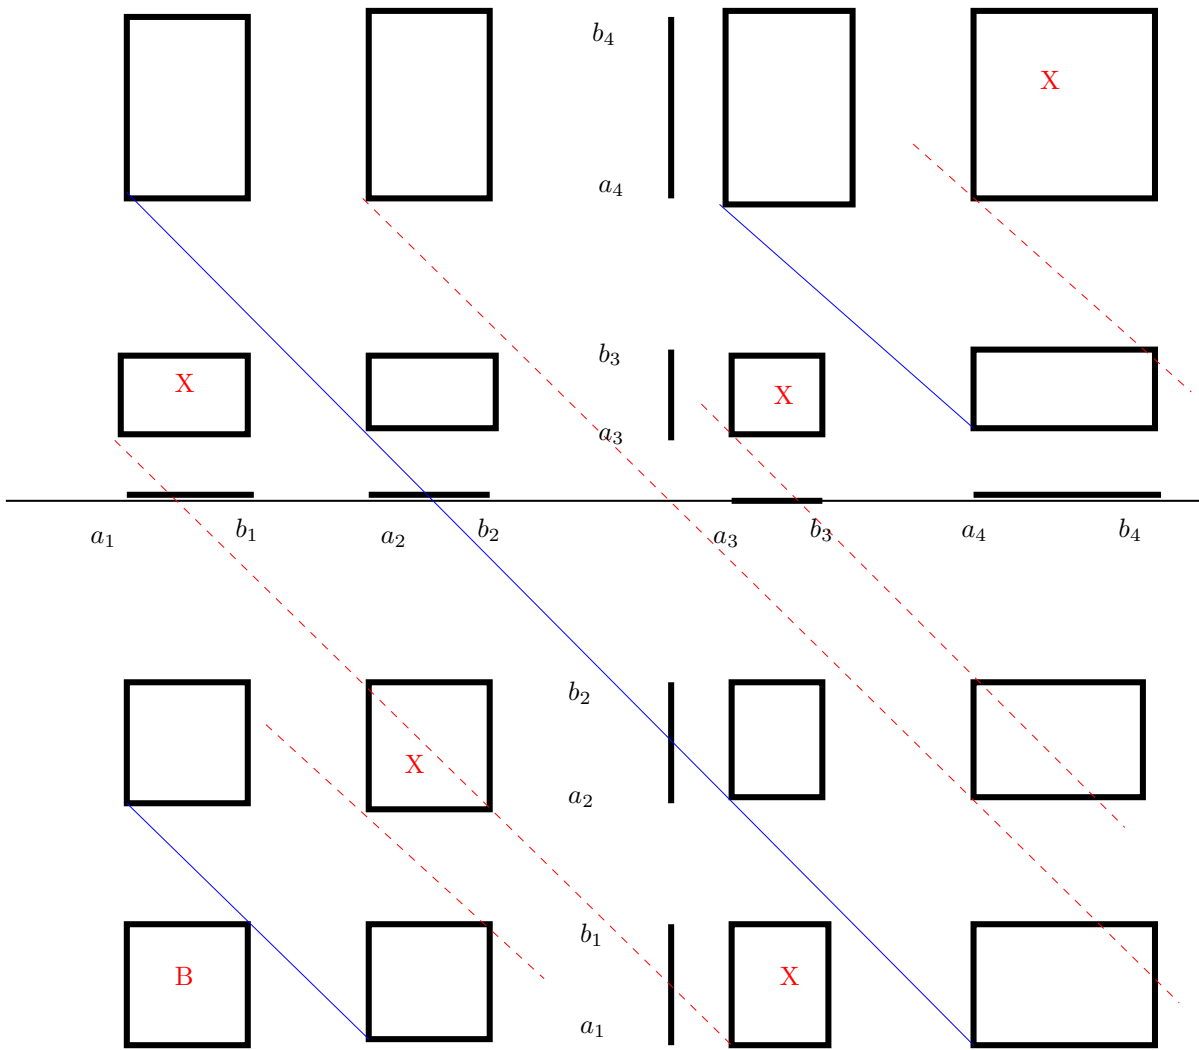 b₄
X
a₄
b₃
X
X
a₃
a₁
b₁
a₂
b₂
a₃
b₃
a₄
b₄
b₂
X
a₂
b₁
B
X
a₁